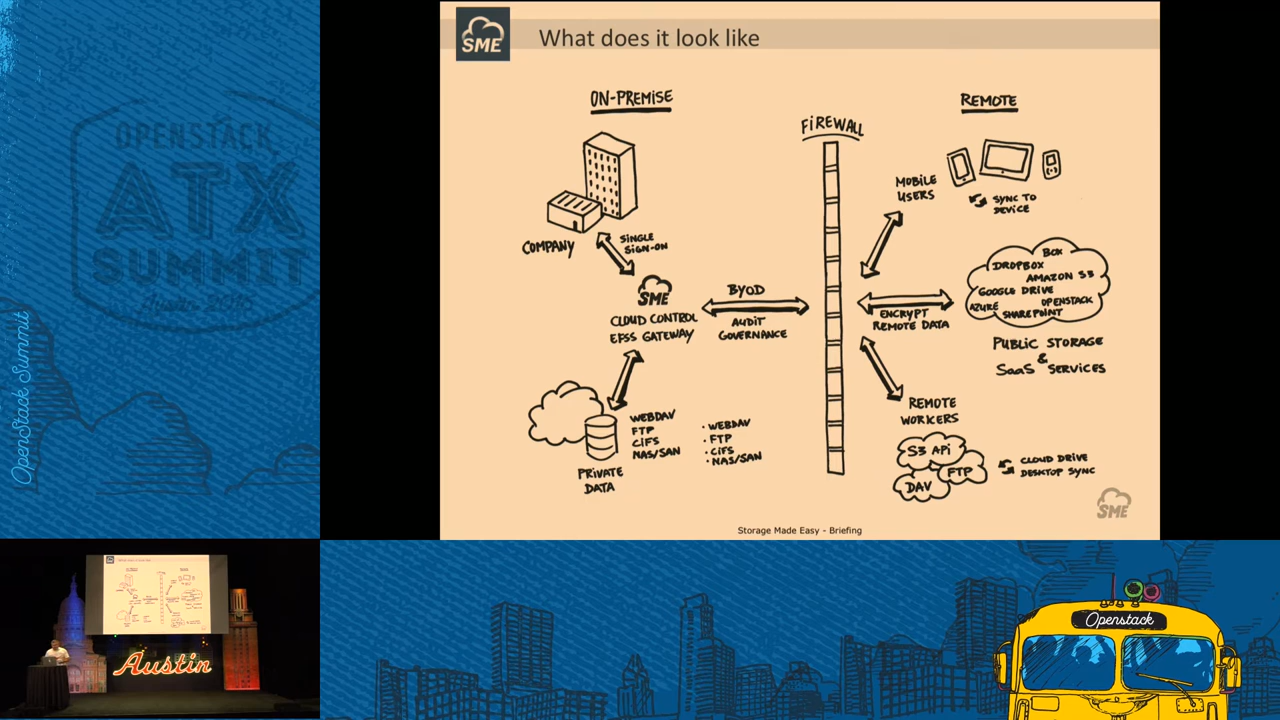 SME
What does it look like
ON-PREMISE
REMOTE
FIREWALL
MOBILE
USERS
SYNC TO
DEVICE
COMPANY
SINGLE
SIGN-ON
SME
CLOUD CONTROL
EFSS GATEWAY
BYOD
AUDIT
GOVERNANCE
ENCRYPT
REMOTE DATA
BOX
DROPBOX
AMAZON S3
GOOGLE DRIVE
OPENSTACK
AZURE
SHAREPOINT
PUBLIC STORAGE
&
SaaS SERVICES
WEBDAV
FTP
CIFS
NAS/SAN
· WEBDAV
· FTP
· CIFS
· NAS/SAN
PRIVATE
DATA
REMOTE
WORKERS
S3 APi
FTP
DAV
CLOUD DRIVE
DESKTOP SYNC
SME
Storage Made Easy - Briefing
OPENSTACK
ATX
SUMMIT
OpenStack Summit
Austin
Openstack